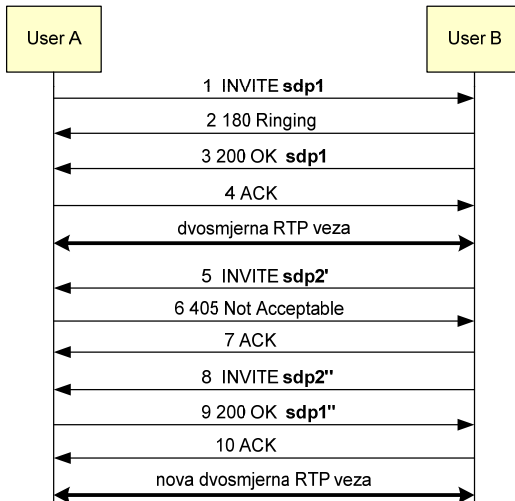 User A
User B
1 INVITE sdp1
2 180 Ringing
3 200 OK sdp1
4 ACK
dvosmjerna RTP veza
5 INVITE sdp2'
6 405 Not Acceptable
7 ACK
8 INVITE sdp2''
9 200 OK sdp1''
10 ACK
nova dvosmjerna RTP veza